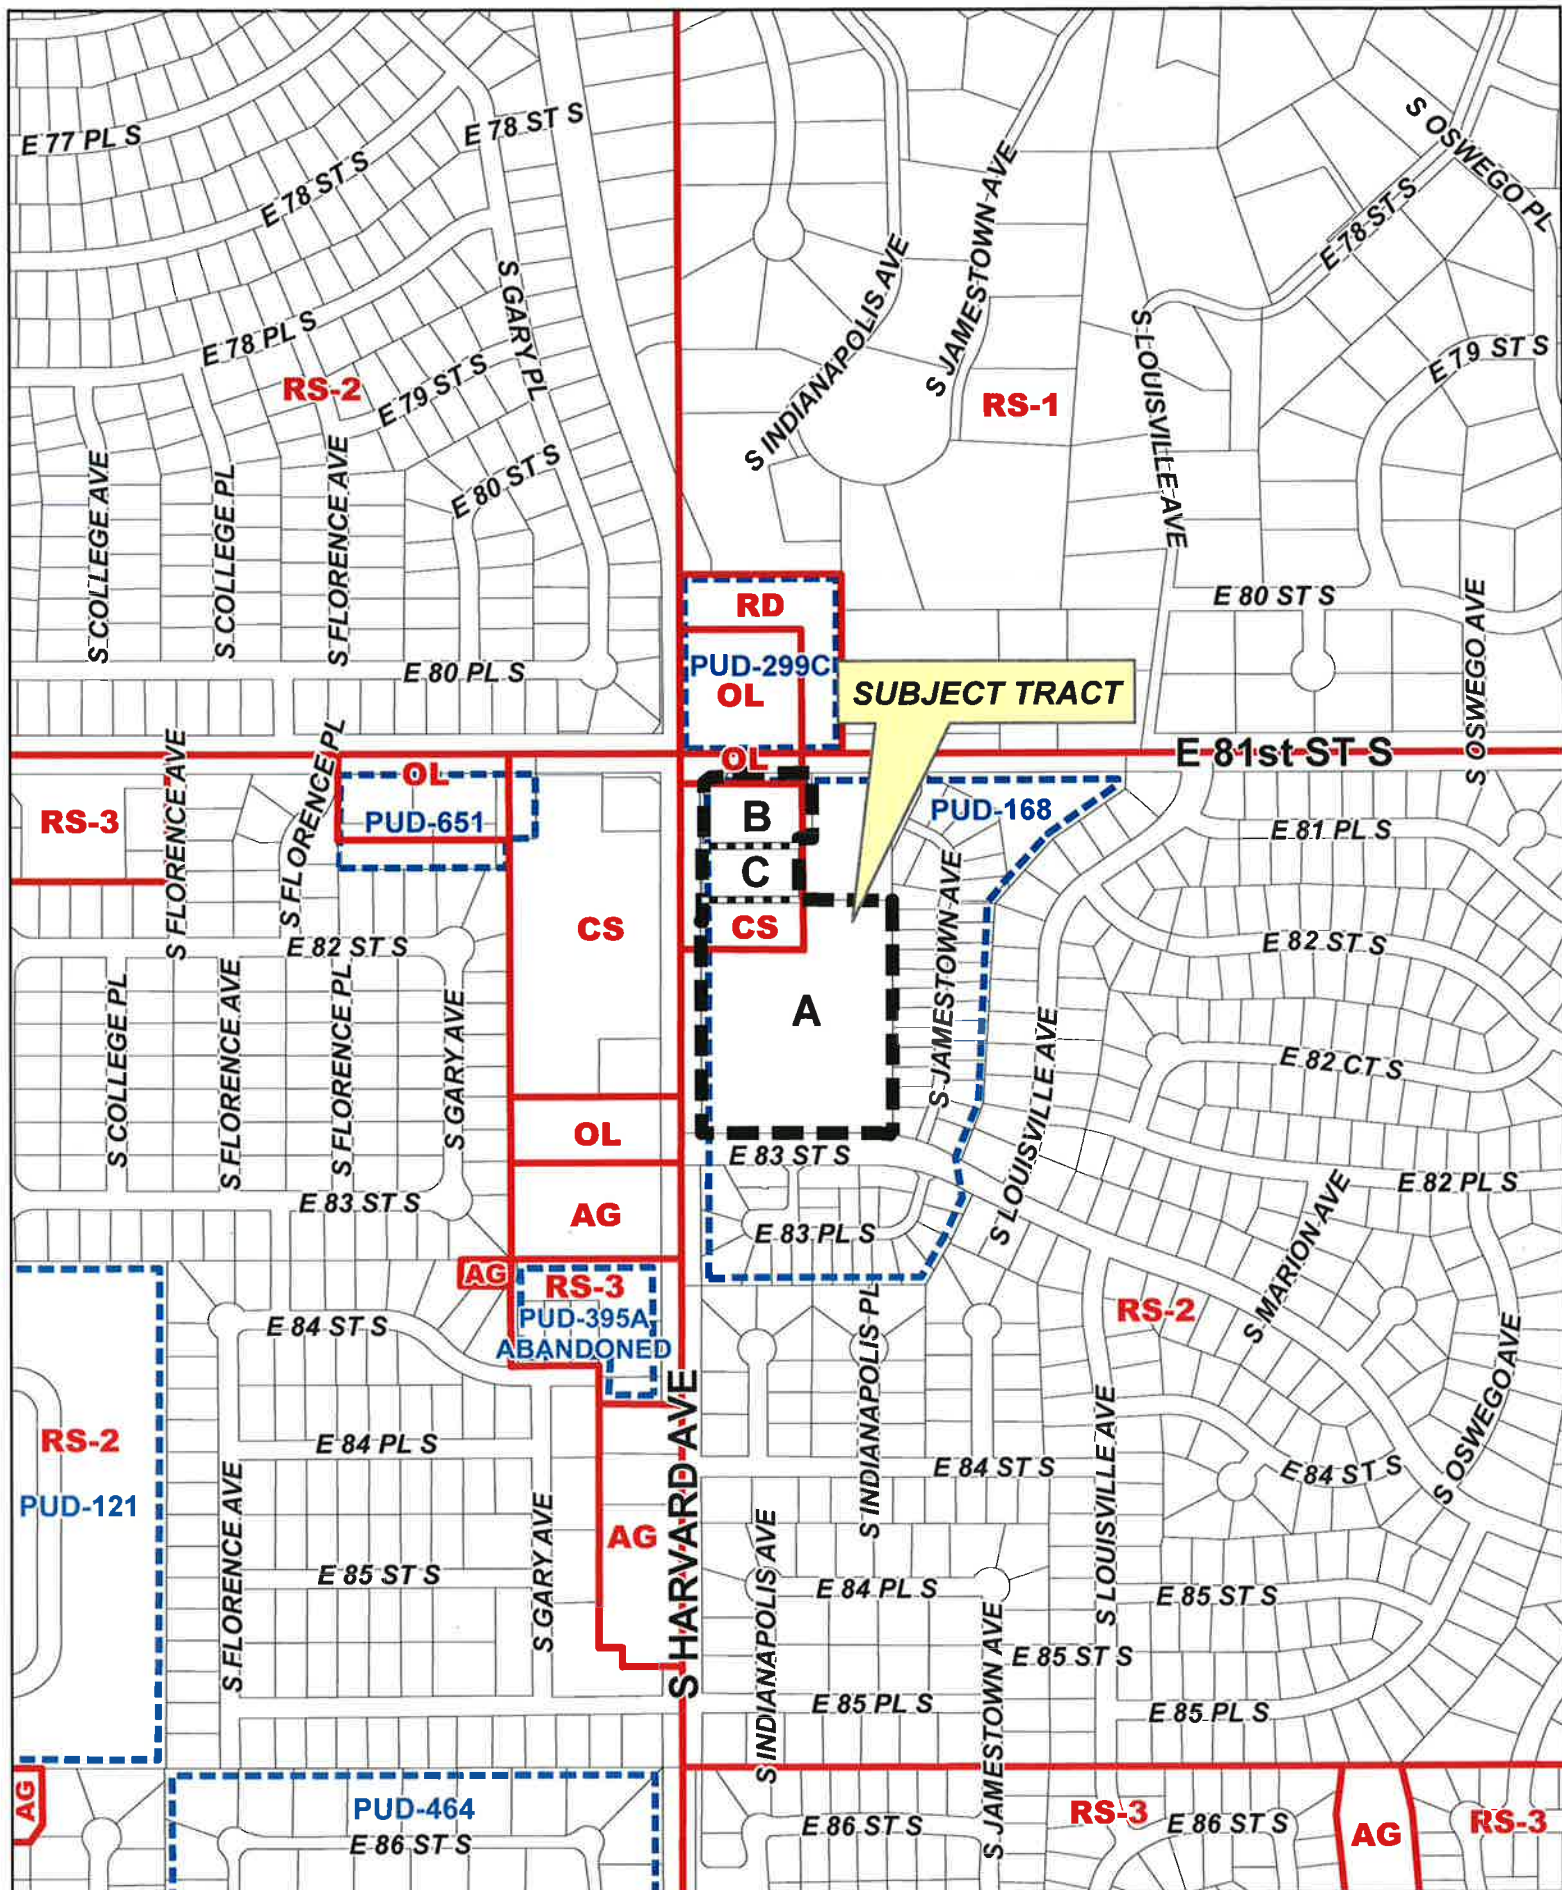 E 77 PL S
E 78 ST S
E 78 ST S
S OSWEGO PL
S JAMESTOWN AVE
E 78 ST S
S INDIANAPOLIS AVE
S GARY PL
E 78 PL S
S LOUISVILLE AVE
E 79 ST S
RS-2
E 79 ST S
RS-1
S COLLEGE AVE
S COLLEGE PL
S FLORENCE AVE
E 80 ST S
E 80 ST S
RD
S OSWEGO AVE
E 80 PL S
PUD-299C
OL
SUBJECT TRACT
OL
E 81st ST S
S FLORENCE AVE
S FLORENCE PL
OL
RS-3
PUD-651
B
PUD-168
E 81 PL S
C
CS
CS
S JAMESTOWN AVE
E 82 ST S
E 82 ST S
A
S COLLEGE PL
S FLORENCE AVE
S FLORENCE PL
S GARY AVE
S LOUISVILLE AVE
E 82 CT S
OL
E 83 ST S
E 82 PL S
E 83 ST S
AG
E 83 PL S
S MARION AVE
AG
RS-3
PUD-395A
ABANDONED
E 84 ST S
S INDIANAPOLIS PL
RS-2
S OSWEGO AVE
RS-2
E 84 PL S
S HARVARD AVE
E 84 ST S
S LOUISVILLE AVE
E 84 ST S
PUD-121
S FLORENCE AVE
S GARY AVE
AG
S INDIANAPOLIS AVE
E 85 ST S
E 84 PL S
E 85 ST S
S JAMESTOWN AVE
E 85 ST S
E 85 PL S
E 85 PL S
AG
PUD-464
E 86 ST S
E 86 ST S
RS-3
E 86 ST S
AG
RS-3